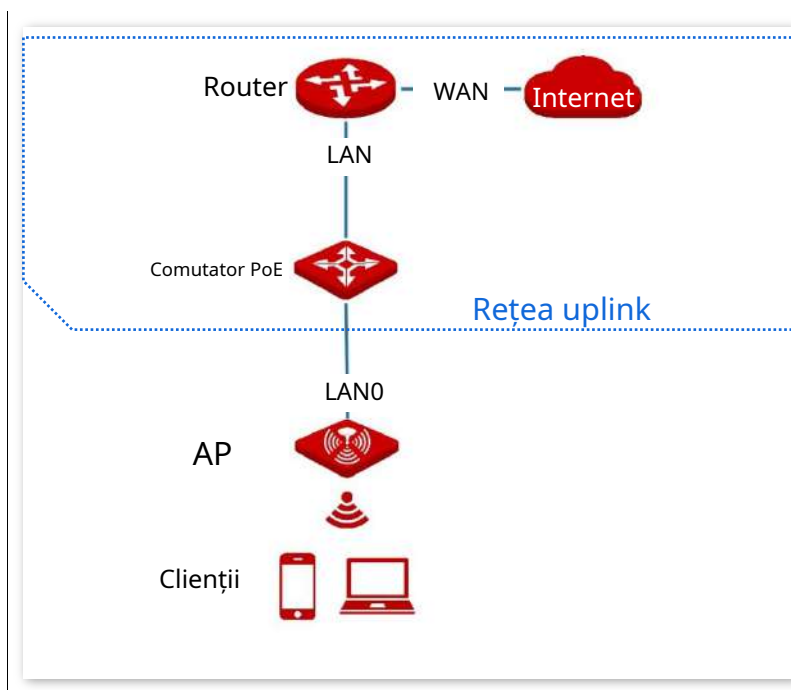 Router
WAN
Internet
LAN
Comutator PoE
Rețea uplink
LAN0
AP
Clienții